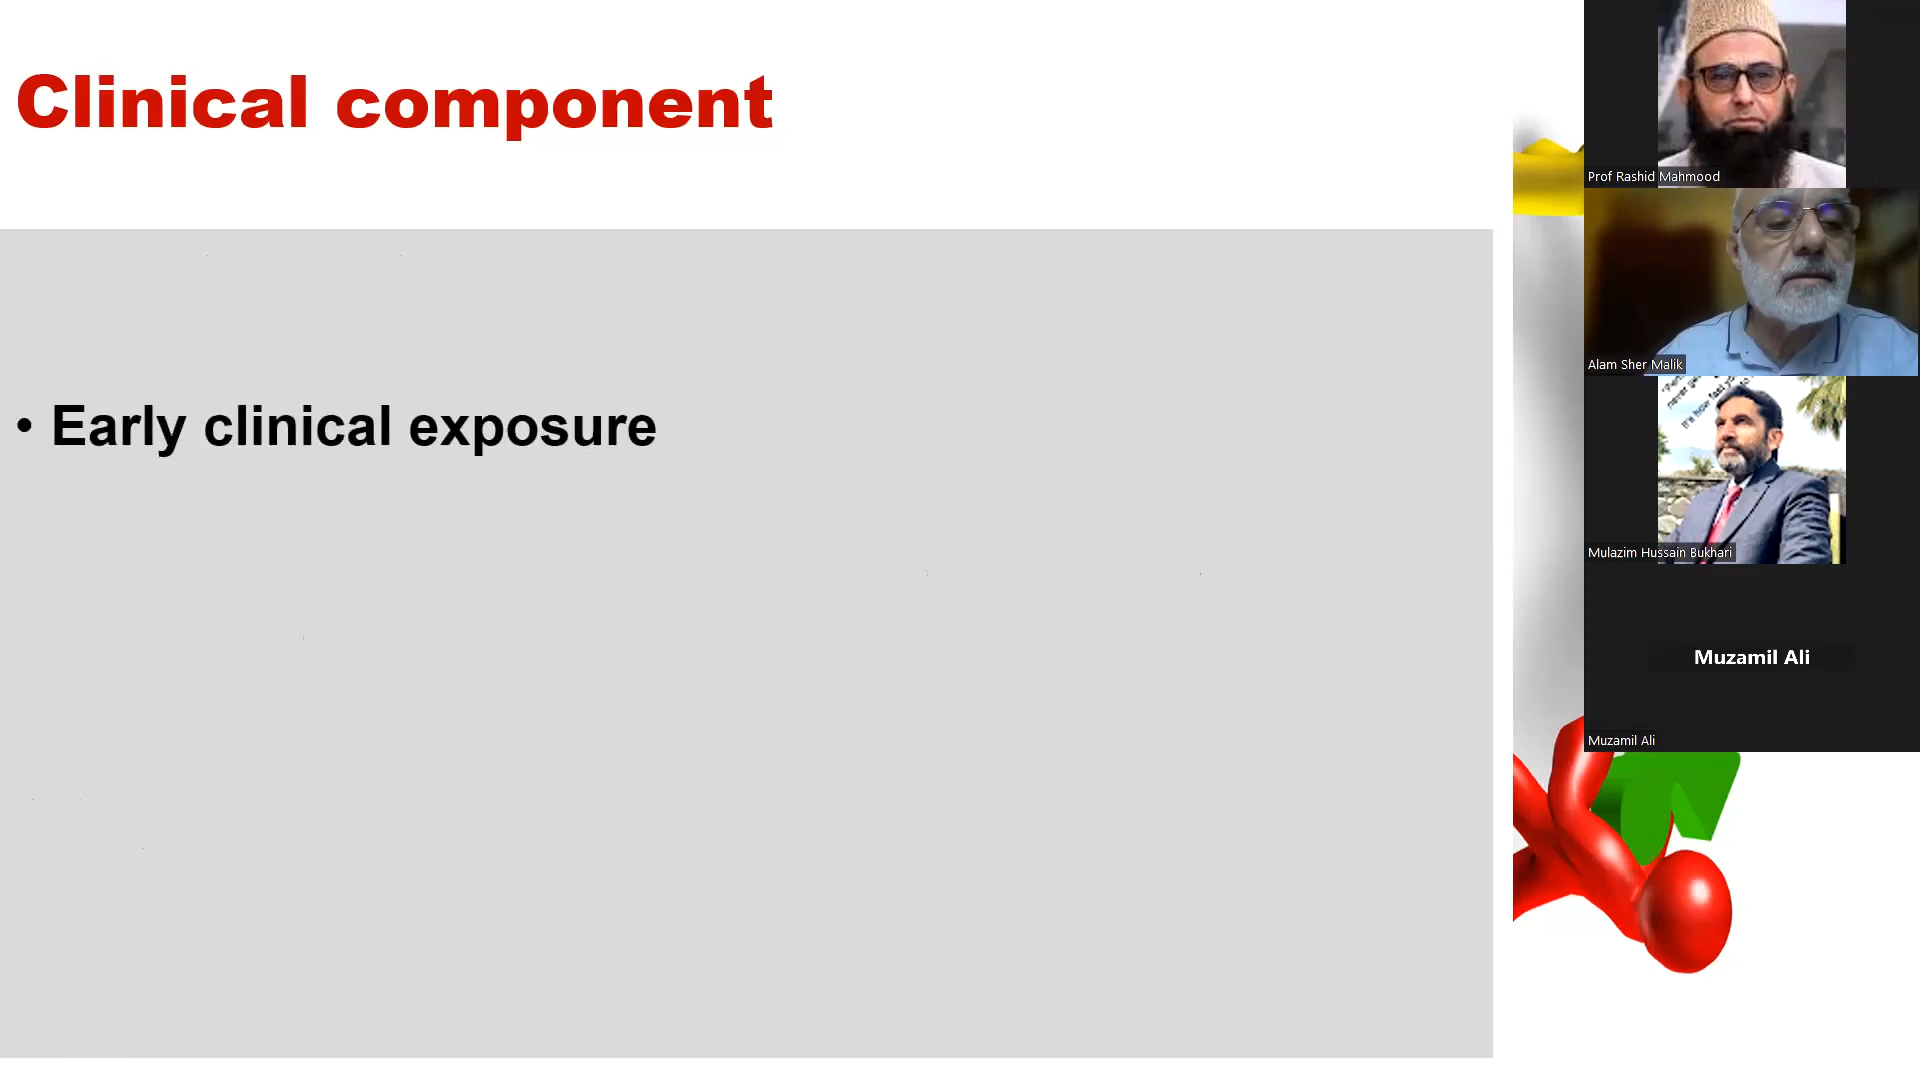 Clinical component
• Early clinical exposure
Prof Rashid Mahmood
Alam Sher Malik
Mulazim Hussain Bukhari
Muzamil Ali
Muzamil Ali